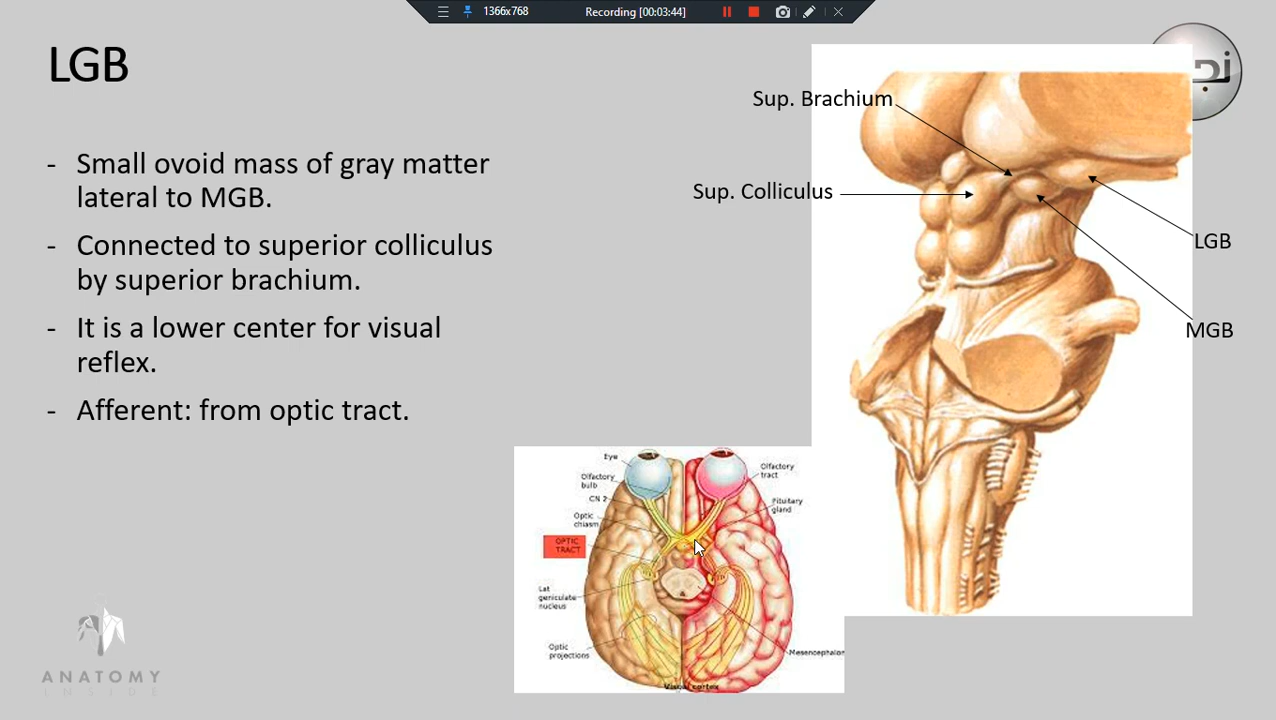 1366x768
Recording [00:03:44]
LGB
- Small ovoid mass of gray matter
lateral to MGB.
- Connected to superior colliculus
by superior brachium.
- It is a lower center for visual
reflex.
- Afferent: from optic tract.
Sup. Brachium
Sup. Colliculus
LGB
MGB
Eye
Olfactory
bulb
CN 2
Optic
chiasm
OPTIC
TRACT
Lat
geniculate
nucleus
Optic
projections
Olfactory
tract
Pituitary
gland
Mesencephalon
Visual cortex
ANATOMY
INSIDE